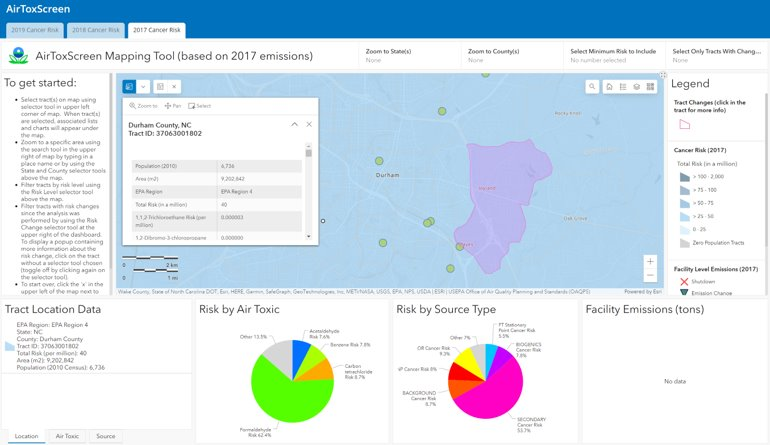 AirToxScreen
2019 Cancer Risk
2018 Cancer Risk
2017 Cancer Risk
AirToxScreen Mapping Tool (based on 2017 emissions)
Zoom to State(s)
None
Zoom to County(s)
None
Select Minimum Risk to Include
No number selected
Select Only Tracts With Chang...
None
To get started:
• Select tract(s) on map using
selector tool in upper left
corner of map. When tract(s)
are selected, associated lists
and charts will appear under
the map.
• Zoom to a specific area using
the search tool in the upper
right of map by typing in a
place name or by using the
State and County selector tools
above the map.
• Filter tracts by risk level using
the Risk Level selector tool
above the map.
• Filter tracts with risk changes
since the analysis was
performed by using the Risk
Change selector tool at the
upper right of the dashboard.
To display a popup containing
more information about the
risk change, click on the tract
without a selector tool chosen
(toggle off by clicking again on
the selector tool).
• To start over, click the 'x' in the
upper left of the map next to
Zoom to
Pan
Select
Durham County, NC
Tract ID: 37063001802
Population (2010) 6,736
Area (m2) 9,202,842
EPA Region EPA Region 4
Total Risk (in a million) 40
1,1,2-Trichloroethane Risk (per 0.000003
million)
1,2-Dibromo-3-chloropropane 0.000000
Durham
Rocky Knoll
Oak Grove
2 km
1 mi
Wake County, State of North Carolina DOT, Esri, HERE, Garmin, SafeGraph, GeoTechnologies, Inc, METI/NASA, USGS, EPA, NPS, USDA | ESRI | USEPA Office of Air Quality Planning and Standards (OAQPS)
Powered by Esri
Legend
Tract Changes (click in the
tract for more info)
Cancer Risk (2017)
Total Risk (in a million)
> 100 - 2,000
> 75 - 100
> 50 - 75
> 25 - 50
0 - 25
Zero Population Tracts
Facility Level Emissions (2017)
Shutdown
Emission Change
Tract Location Data
EPA Region: EPA Region 4
State: NC
County: Durham County
Tract ID: 37063001802
Total Risk (per million): 40
Area (m2): 9,202,842
Population (2010 Census): 6,736
Location
Air Toxic
Source
Risk by Air Toxic
Other 13.5%
Acetaldehyde
Risk 7.6%
Benzene Risk 7.8%
Carbon
tetrachloride
Risk 8.7%
Formaldehyde
Risk 62.4%
Risk by Source Type
Other 7%
PT Stationary
Point Cancer Risk
5.5%
BIOGENICS
Cancer Risk
7.8%
OR Cancer Risk
9.3%
NP Cancer Risk 8%
BACKGROUND
Cancer Risk
8.7%
SECONDARY
Cancer Risk
53.7%
Facility Emissions (tons)
No data